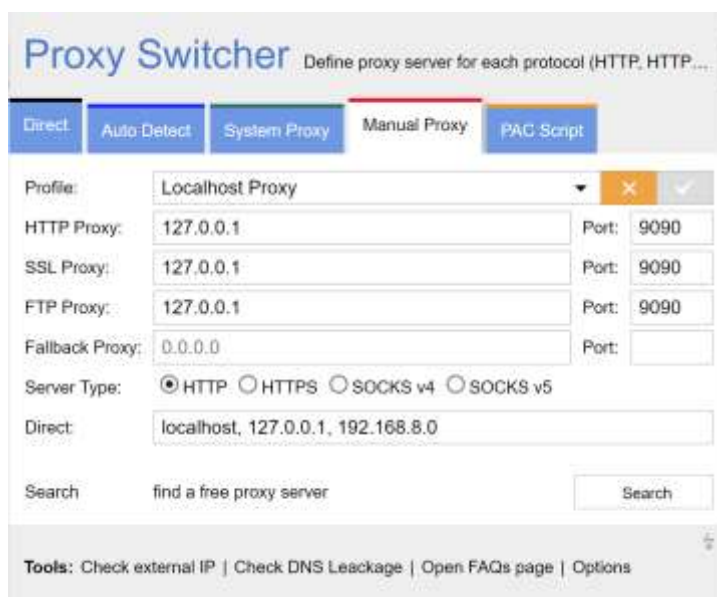 Proxy Switcher Define proxy server for each protocol (HTTP, HTTP...
Direct Auto Detect System Proxy Manual Proxy PAC Script
Profile: Localhost Proxy
HTTP Proxy: 127.0.0.1 Port: 9090
SSL Proxy: 127.0.0.1 Port: 9090
FTP Proxy: 127.0.0.1 Port: 9090
Fallback Proxy: 0.0.0.0 Port:
Server Type: HTTP HTTPS SOCKS v4 SOCKS v5
Direct: localhost, 127.0.0.1, 192.168.8.0
Search find a free proxy server Search
Tools: Check external IP | Check DNS Leackage | Open FAQs page | Options